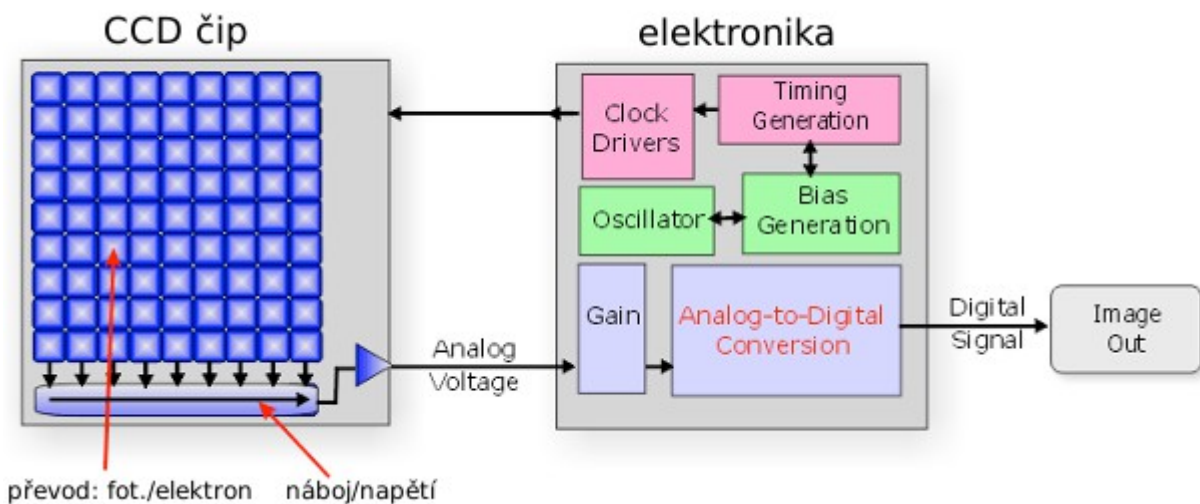 CCD čip
elektronika
Clock
Drivers
Timing
Generation
Oscillator
Bias
Generation
Gain
Analog-to-Digital
Conversion
Analog
Voltage
Digital
Signal
Image
Out
převod: fot./elektron
náboj/napětí